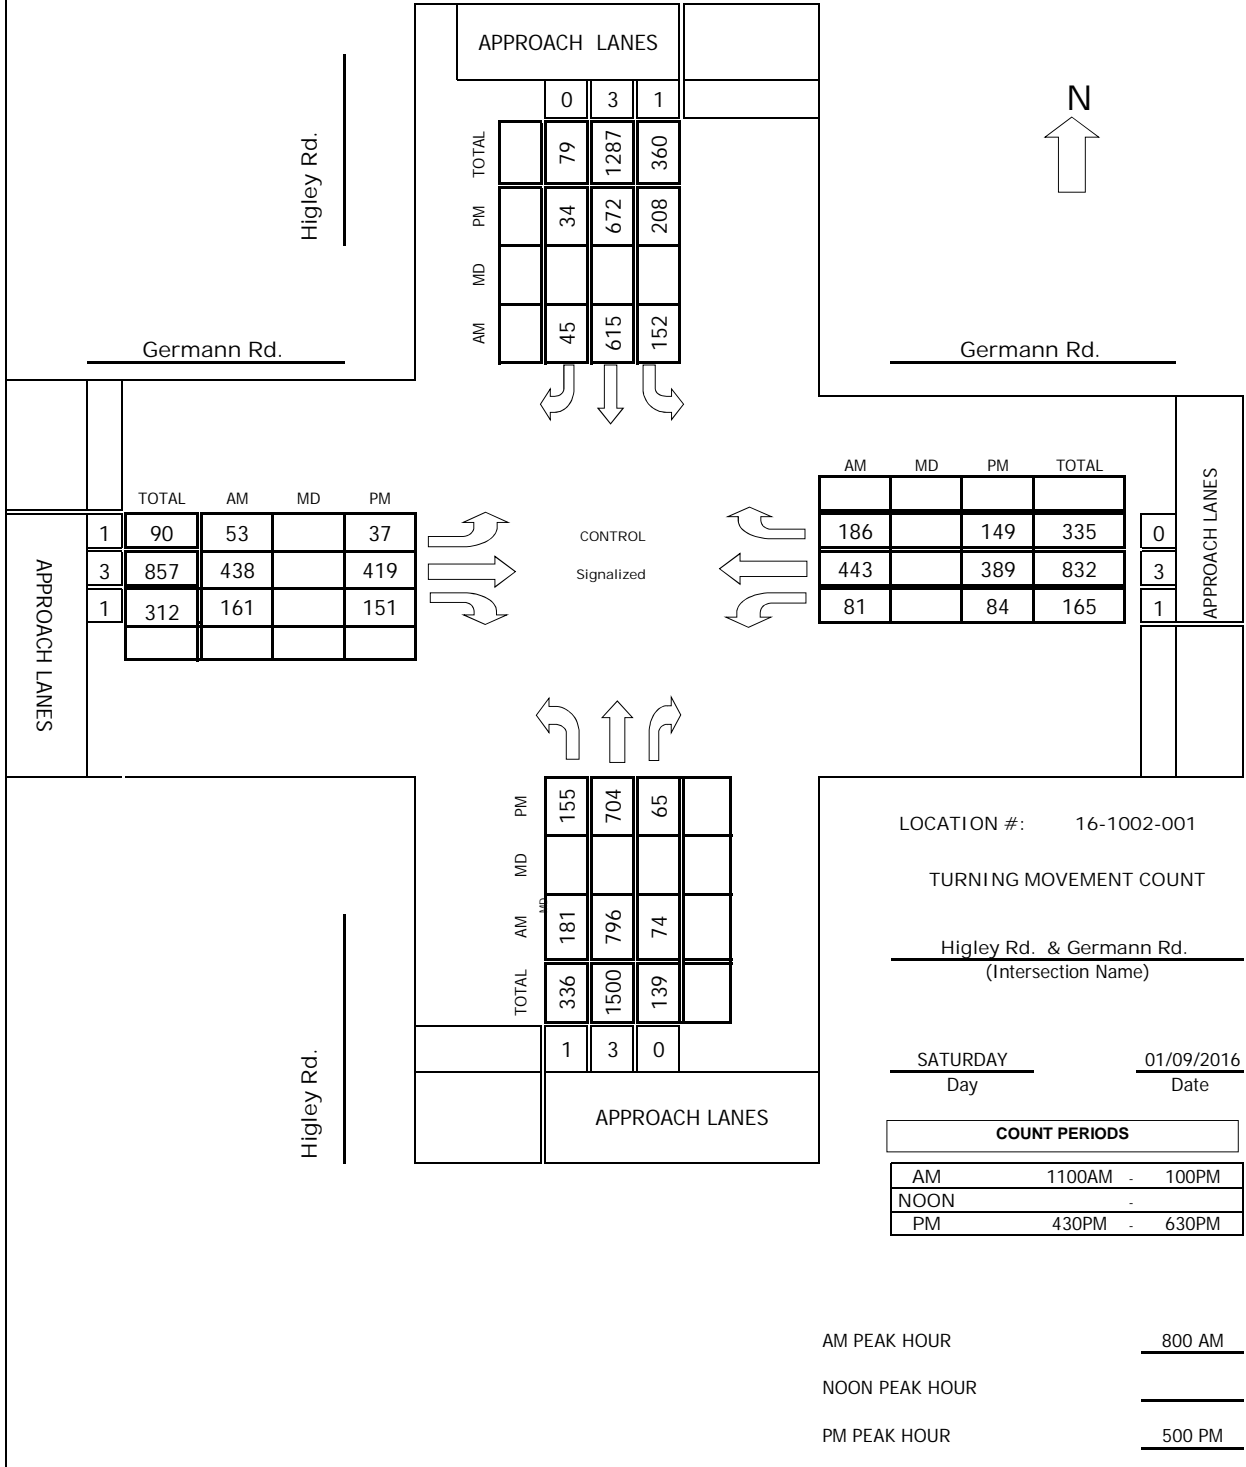 APPROACH LANES
0 3 1
N
Higley Rd.
TOTAL 79 1287 360
PM 34 672 208
MD
AM 45 615 152
Germann Rd.
Germann Rd.
AM MD PM TOTAL
TOTAL AM MD PM
1 90 53 37
CONTROL
186 149 335 0
3 857 438 419
Signalized
443 389 832 3
1 312 161 151
81 84 165 1
APPROACH LANES
APPROACH LANES
PM 155 704 65
MD
MD
AM 181 796 74
TOTAL 336 1500 139
1 3 0
APPROACH LANES
Higley Rd.
LOCATION #: 16-1002-001
TURNING MOVEMENT COUNT
Higley Rd. & Germann Rd.
(Intersection Name)
SATURDAY 01/09/2016
Day Date
COUNT PERIODS
AM 1100AM - 100PM
NOON -
PM 430PM - 630PM
AM PEAK HOUR 800 AM
NOON PEAK HOUR
PM PEAK HOUR 500 PM